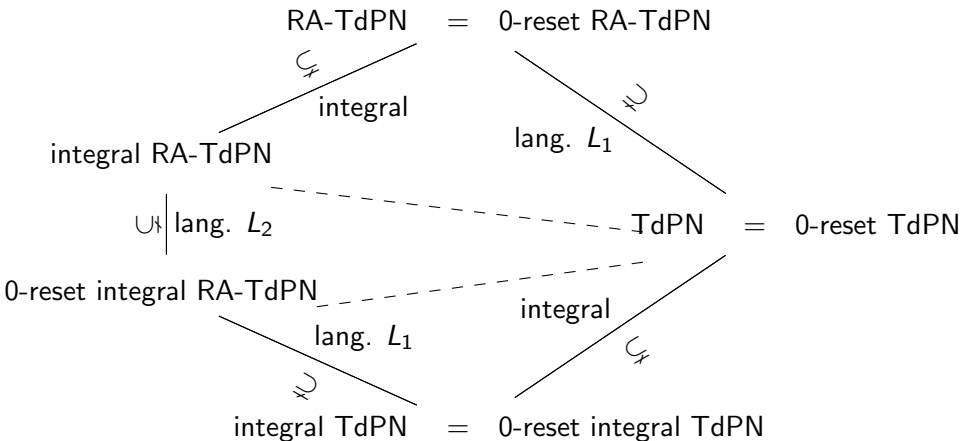 RA-TdPN = 0-reset RA-TdPN
⊊
integral
⊊
lang. L₁
integral RA-TdPN
⊊
lang. L₂
TdPN = 0-reset TdPN
0-reset integral RA-TdPN
integral
lang. L₁
⊊
⊊
integral TdPN = 0-reset integral TdPN